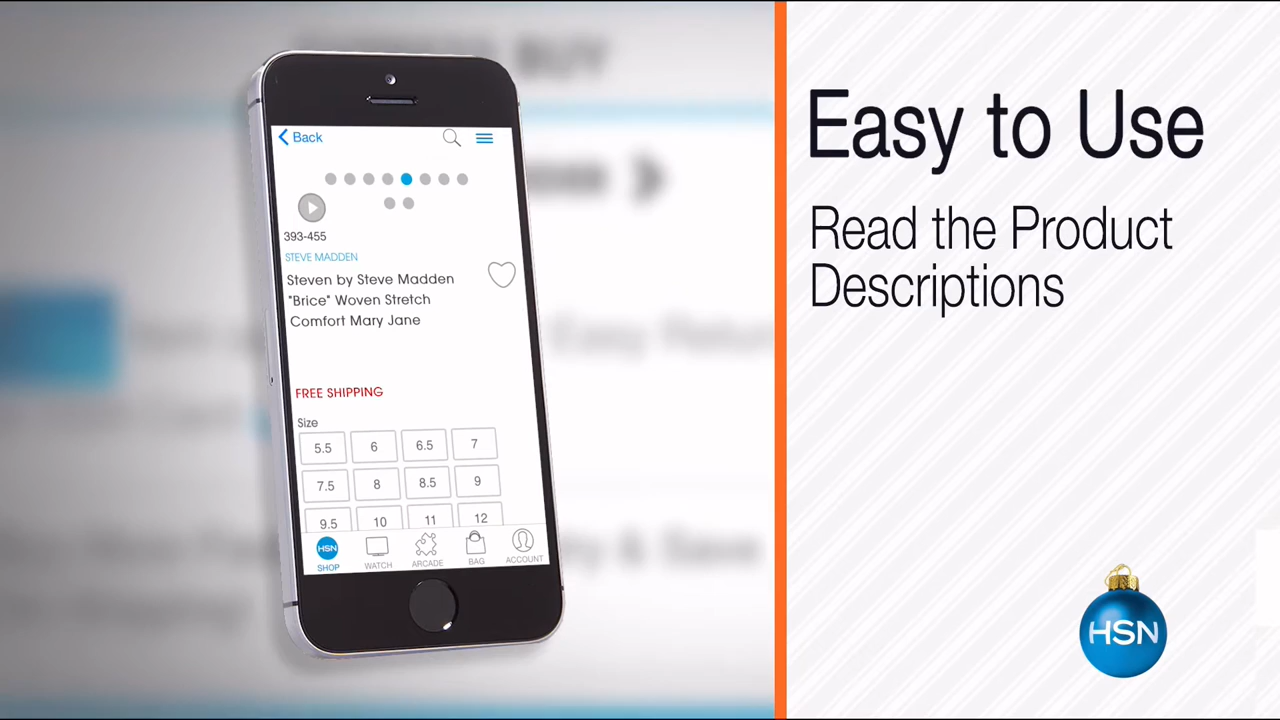 BUY
Back
393-455
STEVE MADDEN
Steven by Steve Madden
"Brice" Woven Stretch
Comfort Mary Jane
FREE SHIPPING
Size
5.5 6 6.5 7
7.5 8 8.5 9
9.5 10 11 12
HSN
SHOP WATCH ARCADE BAG ACCOUNT
Easy to Use
Read the Product
Descriptions
HSN